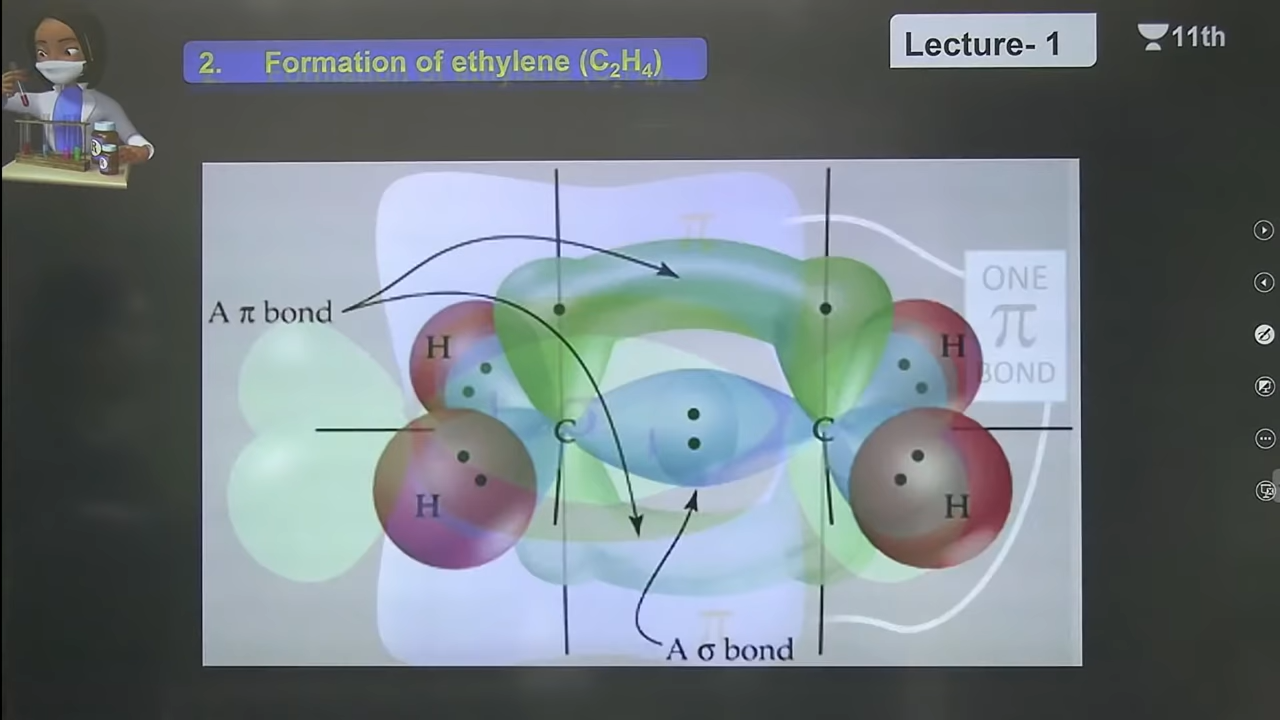 2. Formation of ethylene (C₂H₄)
Lecture- 1
11th
π
ONE
π
BOND
A π bond
H
H
C
C
H
H
A σ bond
π